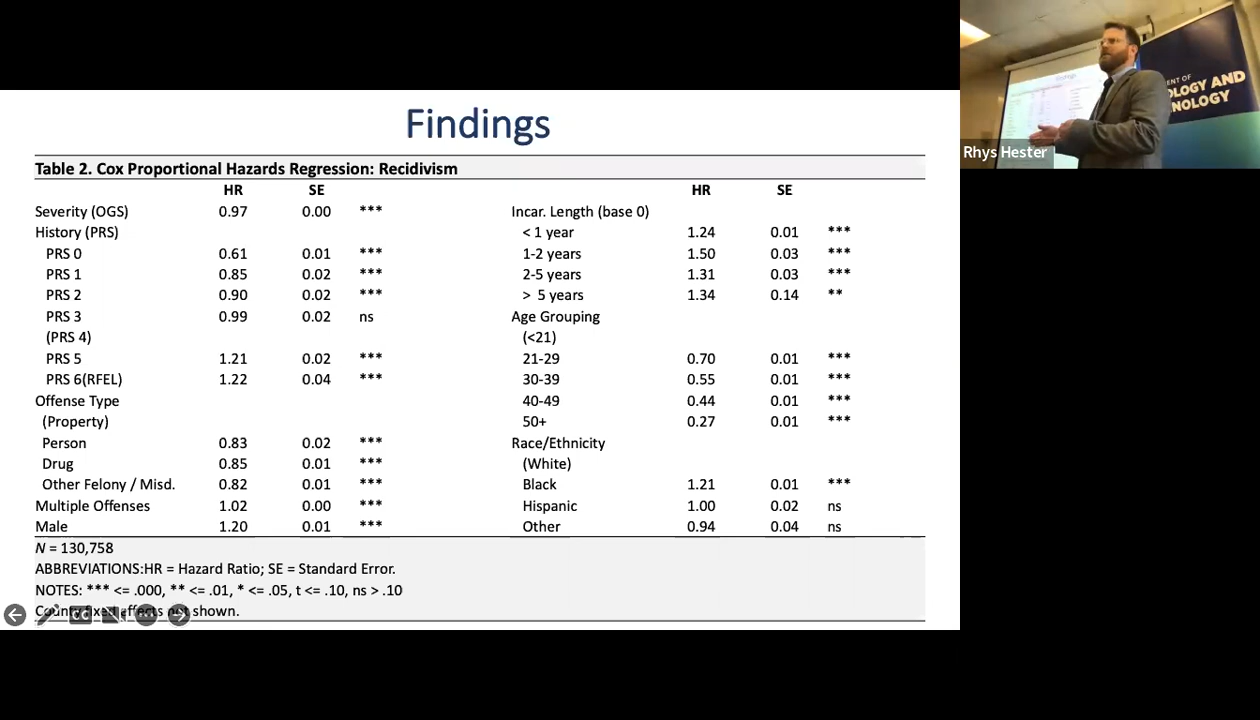 Findings
Table 2. Cox Proportional Hazards Regression: Recidivism
HR SE
Severity (OGS) 0.97 0.00 ***
History (PRS)
PRS 0 0.61 0.01 ***
PRS 1 0.85 0.02 ***
PRS 2 0.90 0.02 ***
PRS 3 0.99 0.02 ns
(PRS 4)
PRS 5 1.21 0.02 ***
PRS 6(RFEL) 1.22 0.04 ***
Offense Type
(Property)
Person 0.83 0.02 ***
Drug 0.85 0.01 ***
Other Felony / Misd. 0.82 0.01 ***
Multiple Offenses 1.02 0.00 ***
Male 1.20 0.01 ***
HR SE
Incar. Length (base 0)
< 1 year 1.24 0.01 ***
1-2 years 1.50 0.03 ***
2-5 years 1.31 0.03 ***
> 5 years 1.34 0.14 **
Age Grouping
(<21)
21-29 0.70 0.01 ***
30-39 0.55 0.01 ***
40-49 0.44 0.01 ***
50+ 0.27 0.01 ***
Race/Ethnicity
(White)
Black 1.21 0.01 ***
Hispanic 1.00 0.02 ns
Other 0.94 0.04 ns
N = 130,758
ABBREVIATIONS:HR = Hazard Ratio; SE = Standard Error.
NOTES: *** <= .000, ** <= .01, * <= .05, t <= .10, ns > .10
County fixed effects not shown.
CC
ENT OF
OLOGY AND
NOLOGY
Findings
Rhys Hester